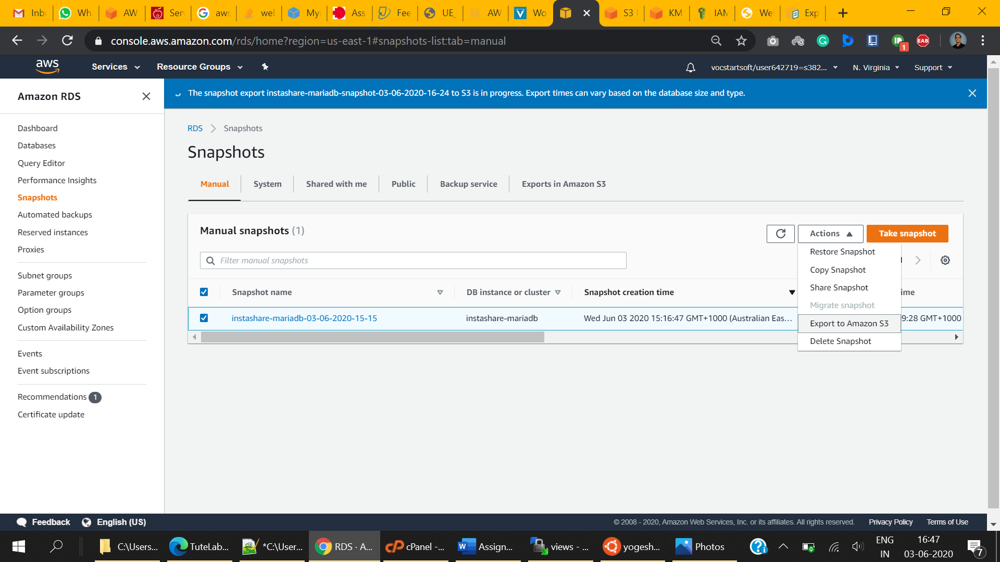 Inb
Wh
AW
Ser
aws
web
My
Ass
Fee
UE_
AW
Wo
S3
KM
IAM
We
Exp
console.aws.amazon.com/rds/home?region=us-east-1#snapshots-list:tab=manual
EAB
1
aws
Services
Resource Groups
vocstartsoft/user642719=s382...
N. Virginia
Support
Amazon RDS
The snapshot export instashare-mariadb-snapshot-03-06-2020-16-24 to S3 is in progress. Export times can vary based on the database size and type.
Dashboard
Databases
Query Editor
Performance Insights
Snapshots
Automated backups
Reserved instances
Proxies
Subnet groups
Parameter groups
Option groups
Custom Availability Zones
Events
Event subscriptions
Recommendations 1
Certificate update
RDS
Snapshots
Snapshots
Manual
System
Shared with me
Public
Backup service
Exports in Amazon S3
Manual snapshots (1)
Actions
Take snapshot
Filter manual snapshots
Restore Snapshot
Copy Snapshot
Share Snapshot
Migrate snapshot
Export to Amazon S3
Delete Snapshot
Snapshot name
DB instance or cluster
Snapshot creation time
ime
instashare-mariadb-03-06-2020-15-15
instashare-mariadb
Wed Jun 03 2020 15:16:47 GMT+1000 (Australian Eas...
9:28 GMT+1000
Feedback
English (US)
© 2008 - 2020, Amazon Web Services, Inc. or its affiliates. All rights reserved.
Privacy Policy
Terms of Use
C:\Users...
TuteLab...
*C:\User...
RDS · A...
cPanel -...
Assign...
views - ...
yogesh...
Photos
ENG
IN
16:47
03-06-2020
7